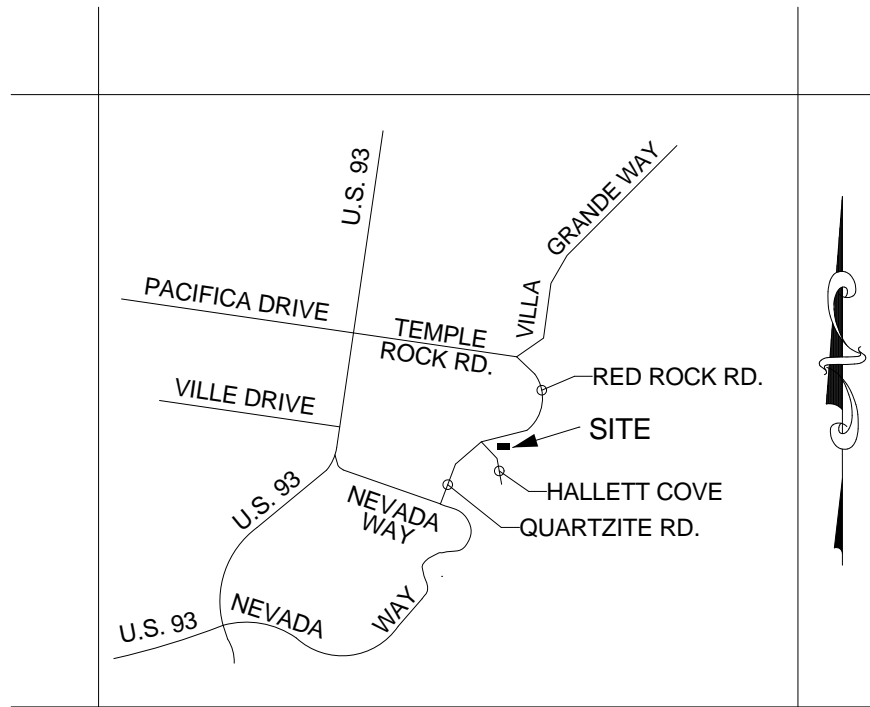 U.S. 93
GRANDE WAY
VILLA
PACIFICA DRIVE
TEMPLE
ROCK RD.
RED ROCK RD.
VILLE DRIVE
SITE
HALLETT COVE
QUARTZITE RD.
U.S. 93
NEVADA
WAY
U.S. 93
NEVADA
WAY